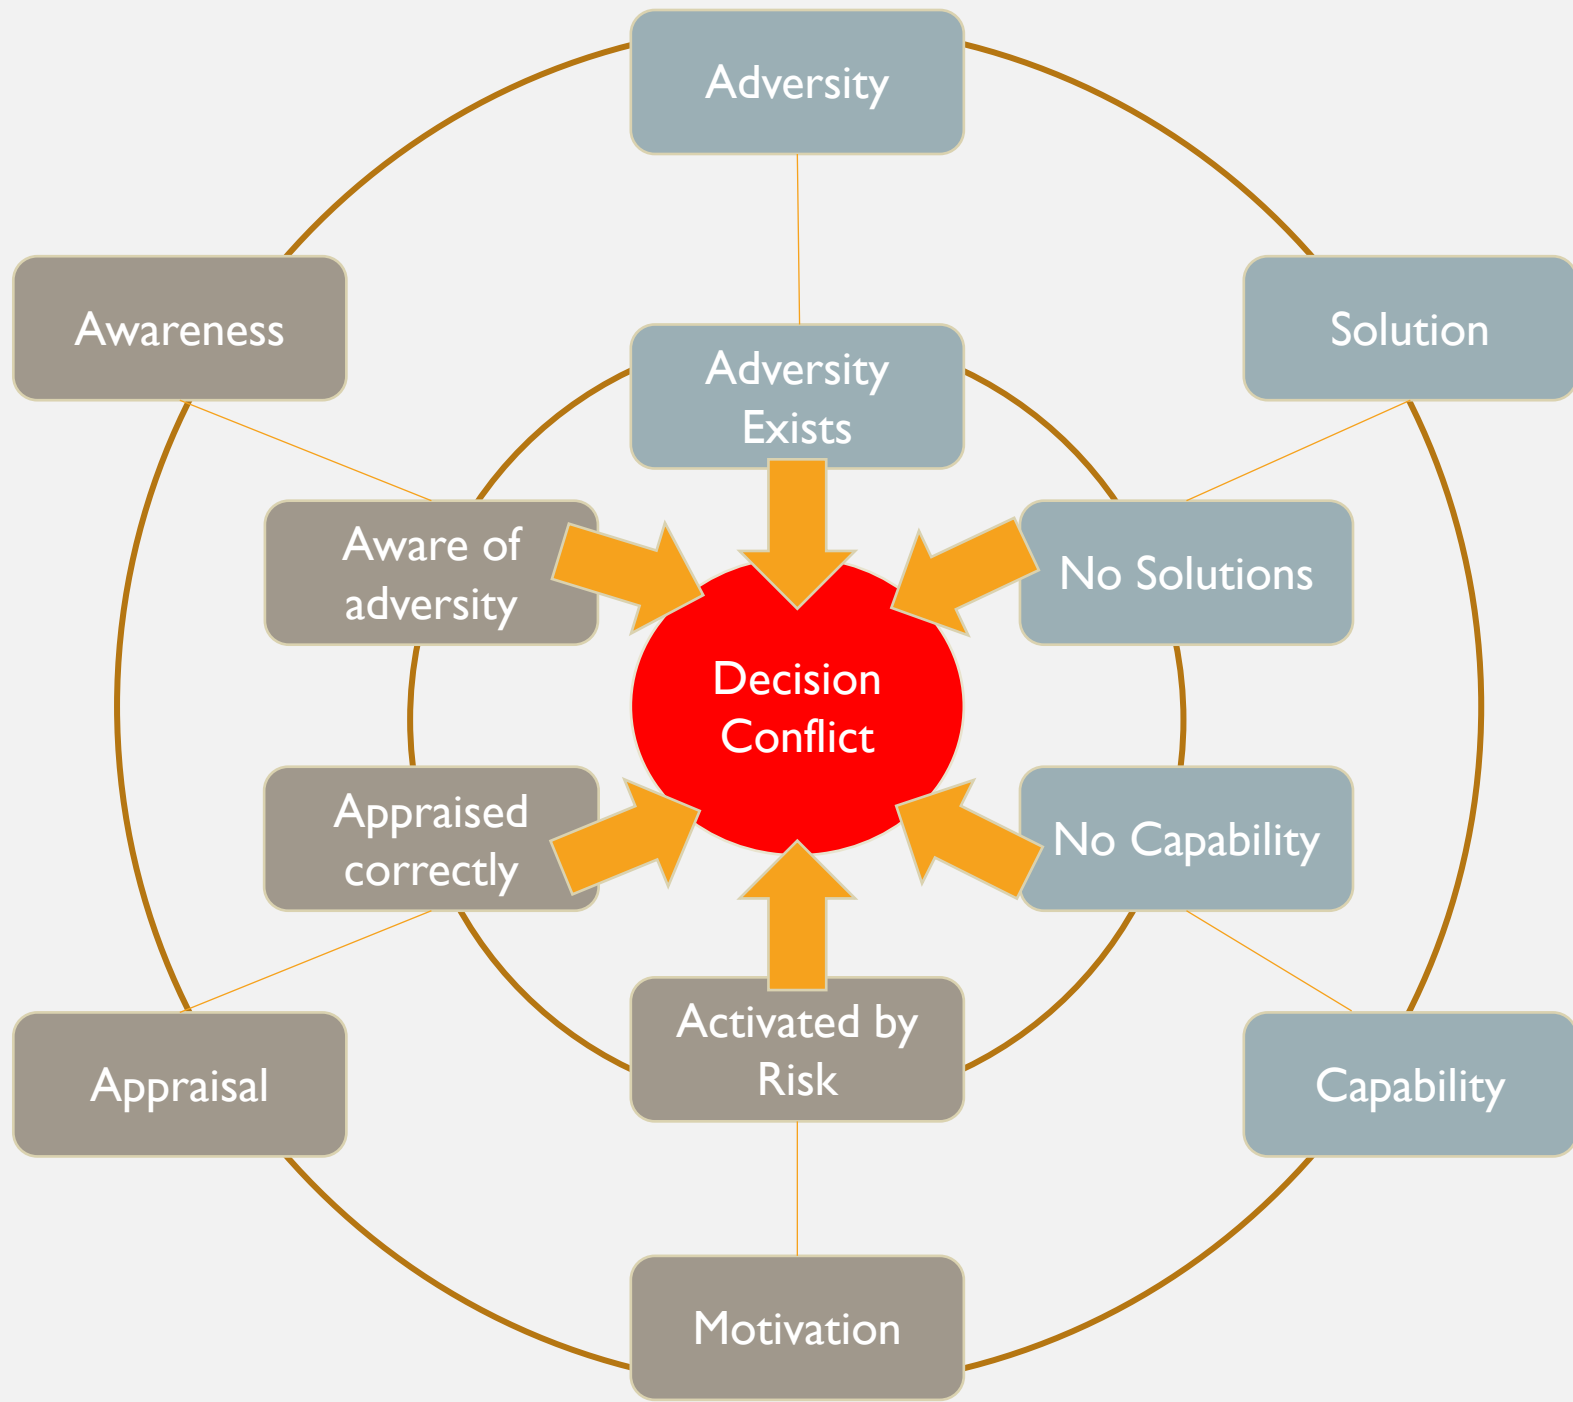 Adversity
Awareness
Solution
Adversity
Exists
Aware of
adversity
No Solutions
Decision
Conflict
Appraised
correctly
No Capability
Activated by
Risk
Appraisal
Capability
Motivation